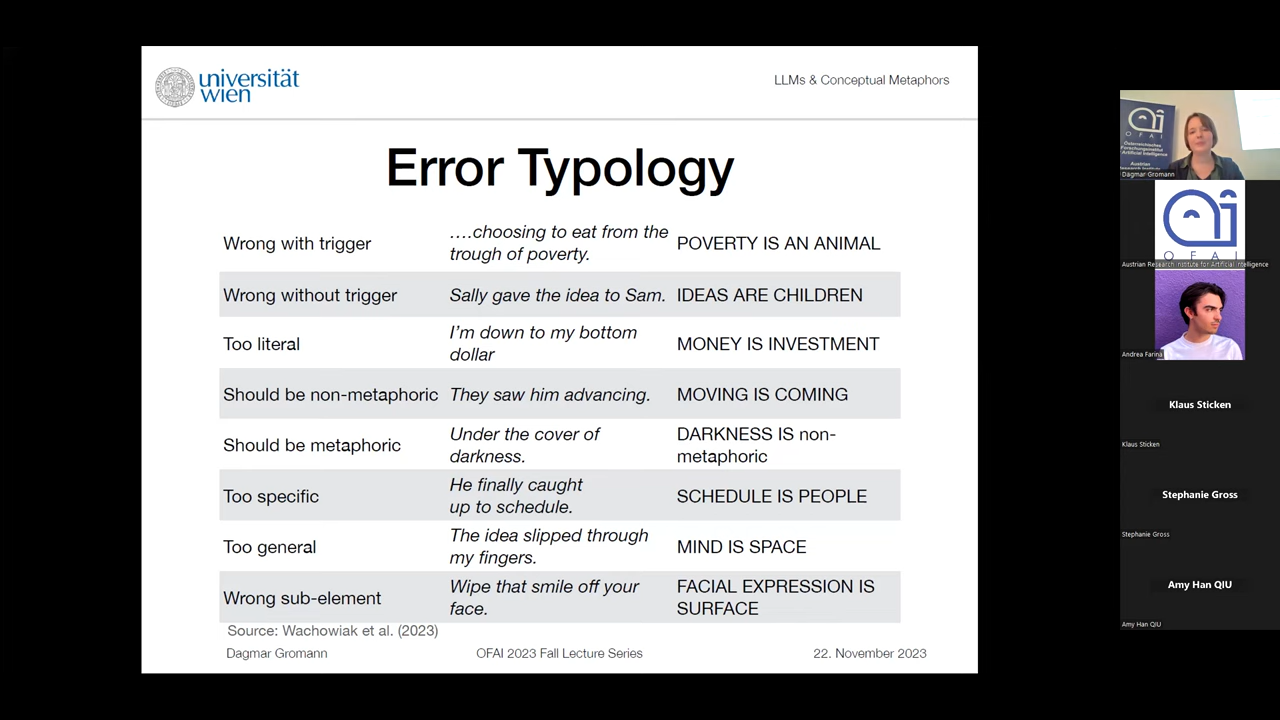 universität
wien
LLMs & Conceptual Metaphors
Error Typology
Wrong with trigger
….choosing to eat from the
trough of poverty.
POVERTY IS AN ANIMAL
Wrong without trigger
Sally gave the idea to Sam.
IDEAS ARE CHILDREN
Too literal
I’m down to my bottom
dollar
MONEY IS INVESTMENT
Should be non-metaphoric
They saw him advancing.
MOVING IS COMING
Should be metaphoric
Under the cover of
darkness.
DARKNESS IS non-
metaphoric
Too specific
He finally caught
up to schedule.
SCHEDULE IS PEOPLE
Too general
The idea slipped through
my fingers.
MIND IS SPACE
Wrong sub-element
Wipe that smile off your
face.
FACIAL EXPRESSION IS
SURFACE
Source: Wachowiak et al. (2023)
Dagmar Gromann
OFAI 2023 Fall Lecture Series
22. November 2023
OFAI
Österreichisches
Forschungsinstitut
Artificial Intelligence
Austrian
Dagmar Gromann
OFAI
Austrian Research Institute for Artificial Intelligence
Andrea Farina
Klaus Sticken
Klaus Sticken
Stephanie Gross
Stephanie Gross
Amy Han QIU
Amy Han QIU